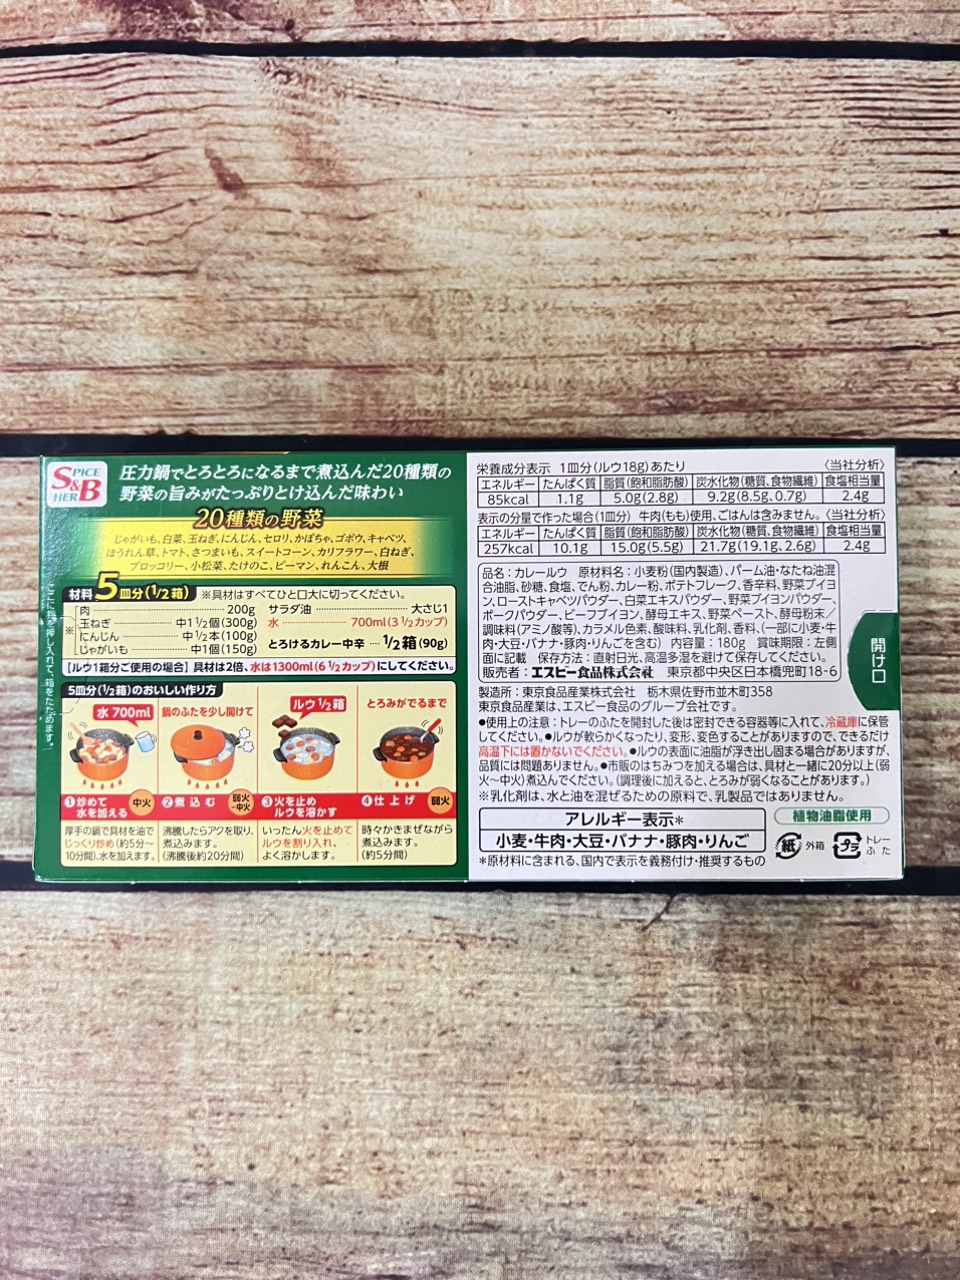 SPICE
S&B
HERB
圧力鍋でとろとろになるまで煮込んだ20種類の
野菜の旨みがたっぷりとけ込んだ味わい
20種類の野菜
じゃがいも、白菜、玉ねぎ、にんじん、セロリ、かぼちゃ、ゴボウ、キャベツ、
ほうれん草、トマト、さつまいも、スイートコーン、カリフラワー、白ねぎ、
ブロッコリー、小松菜、たけのこ、ピーマン、れんこん、大根
材料5皿分(1/2箱) ※具材はすべてひと口大に切ってください。
※
肉 200g サラダ油 大さじ1
玉ねぎ 中1 1/2個(300g) 水 700ml(3 1/2カップ)
にんじん 中1/2本(100g)
じゃがいも 中1個(150g) とろけるカレー中辛 1/2箱(90g)
【ルウ1箱分ご使用の場合】具材は2倍、水は1300ml(6 1/2カップ)にしてください。
5皿分(1/2箱)のおいしい作り方
水 700ml
鍋のふたを少し開けて
ルウ1/2箱
とろみがでるまで
①炒めて
水を加える
中火
②煮込む
弱火
~中火
③火を止め
ルウを溶かす
④仕上げ
弱火
厚手の鍋で具材を油で
じっくり炒め(約5分~
10分間)、水を加えます。
沸騰したらアクを取り、
煮込みます。
(沸騰後約20分間)
いったん火を止めて
ルウを割り入れ、
よく溶かします。
時々かきまぜながら
煮込みます。
(約5分間)
ここに指を押し入れて、箱をたためます。
栄養成分表示 1皿分(ルウ18g)あたり 〈当社分析〉
エネルギー たんぱく質 脂質(飽和脂肪酸) 炭水化物(糖質、食物繊維) 食塩相当量
85kcal 1.1g 5.0g(2.8g) 9.2g(8.5g、0.7g) 2.4g
表示の分量で作った場合(1皿分) 牛肉(もも)使用、ごはんは含みません。〈当社分析〉
エネルギー たんぱく質 脂質(飽和脂肪酸) 炭水化物(糖質、食物繊維) 食塩相当量
257kcal 10.1g 15.0g(5.5g) 21.7g(19.1g、2.6g) 2.4g
品名:カレールウ 原材料名:小麦粉(国内製造)、パーム油・なたね油混
合油脂、砂糖、食塩、でん粉、カレー粉、ポテトフレーク、香辛料、野菜ブイヨ
ン、ローストキャベツパウダー、白菜エキスパウダー、野菜ブイヨンパウダー、
ポークパウダー、ビーフブイヨン、酵母エキス、野菜ペースト、酵母粉末/
調味料(アミノ酸等)、カラメル色素、酸味料、乳化剤、香料、(一部に小麦・牛
肉・大豆・バナナ・豚肉・りんごを含む) 内容量:180g 賞味期限:左側
面に記載 保存方法:直射日光、高温多湿を避けて保存してください。
販売者:エスビー食品株式会社 東京都中央区日本橋兜町18-6
製造所:東京食品産業株式会社 栃木県佐野市並木町358
東京食品産業は、エスビー食品のグループ会社です。
●使用上の注意:トレーのふたを開封した後は密封できる容器等に入れて、冷蔵庫に保管
してください。●ルウが軟らかくなったり、変形、変色することがありますので、できるだけ
高温下には置かないでください。●ルウの表面に油脂が浮き出し固まる場合がありますが、
品質には問題ありません。●市販のはちみつを加える場合は、具材と一緒に20分以上(弱
火~中火)煮込んでください。(調理後に加えると、とろみが弱くなることがあります。)
※乳化剤は、水と油を混ぜるための原料で、乳製品ではありません。
アレルギー表示*
小麦・牛肉・大豆・バナナ・豚肉・りんご
*原材料に含まれる、国内で表示を義務付け・推奨するもの
植物油脂使用
紙 外箱
プラ トレー
ふた
開け口